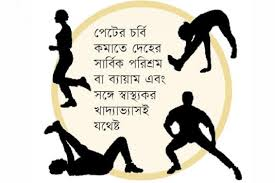 পেটের চর্বি
কমাতে দেহের
সার্বিক পরিশ্রম
বা ব্যায়াম এবং
সঙ্গে স্বাস্থ্যকর
খাদ্যাভ্যাসই
যথেষ্ট